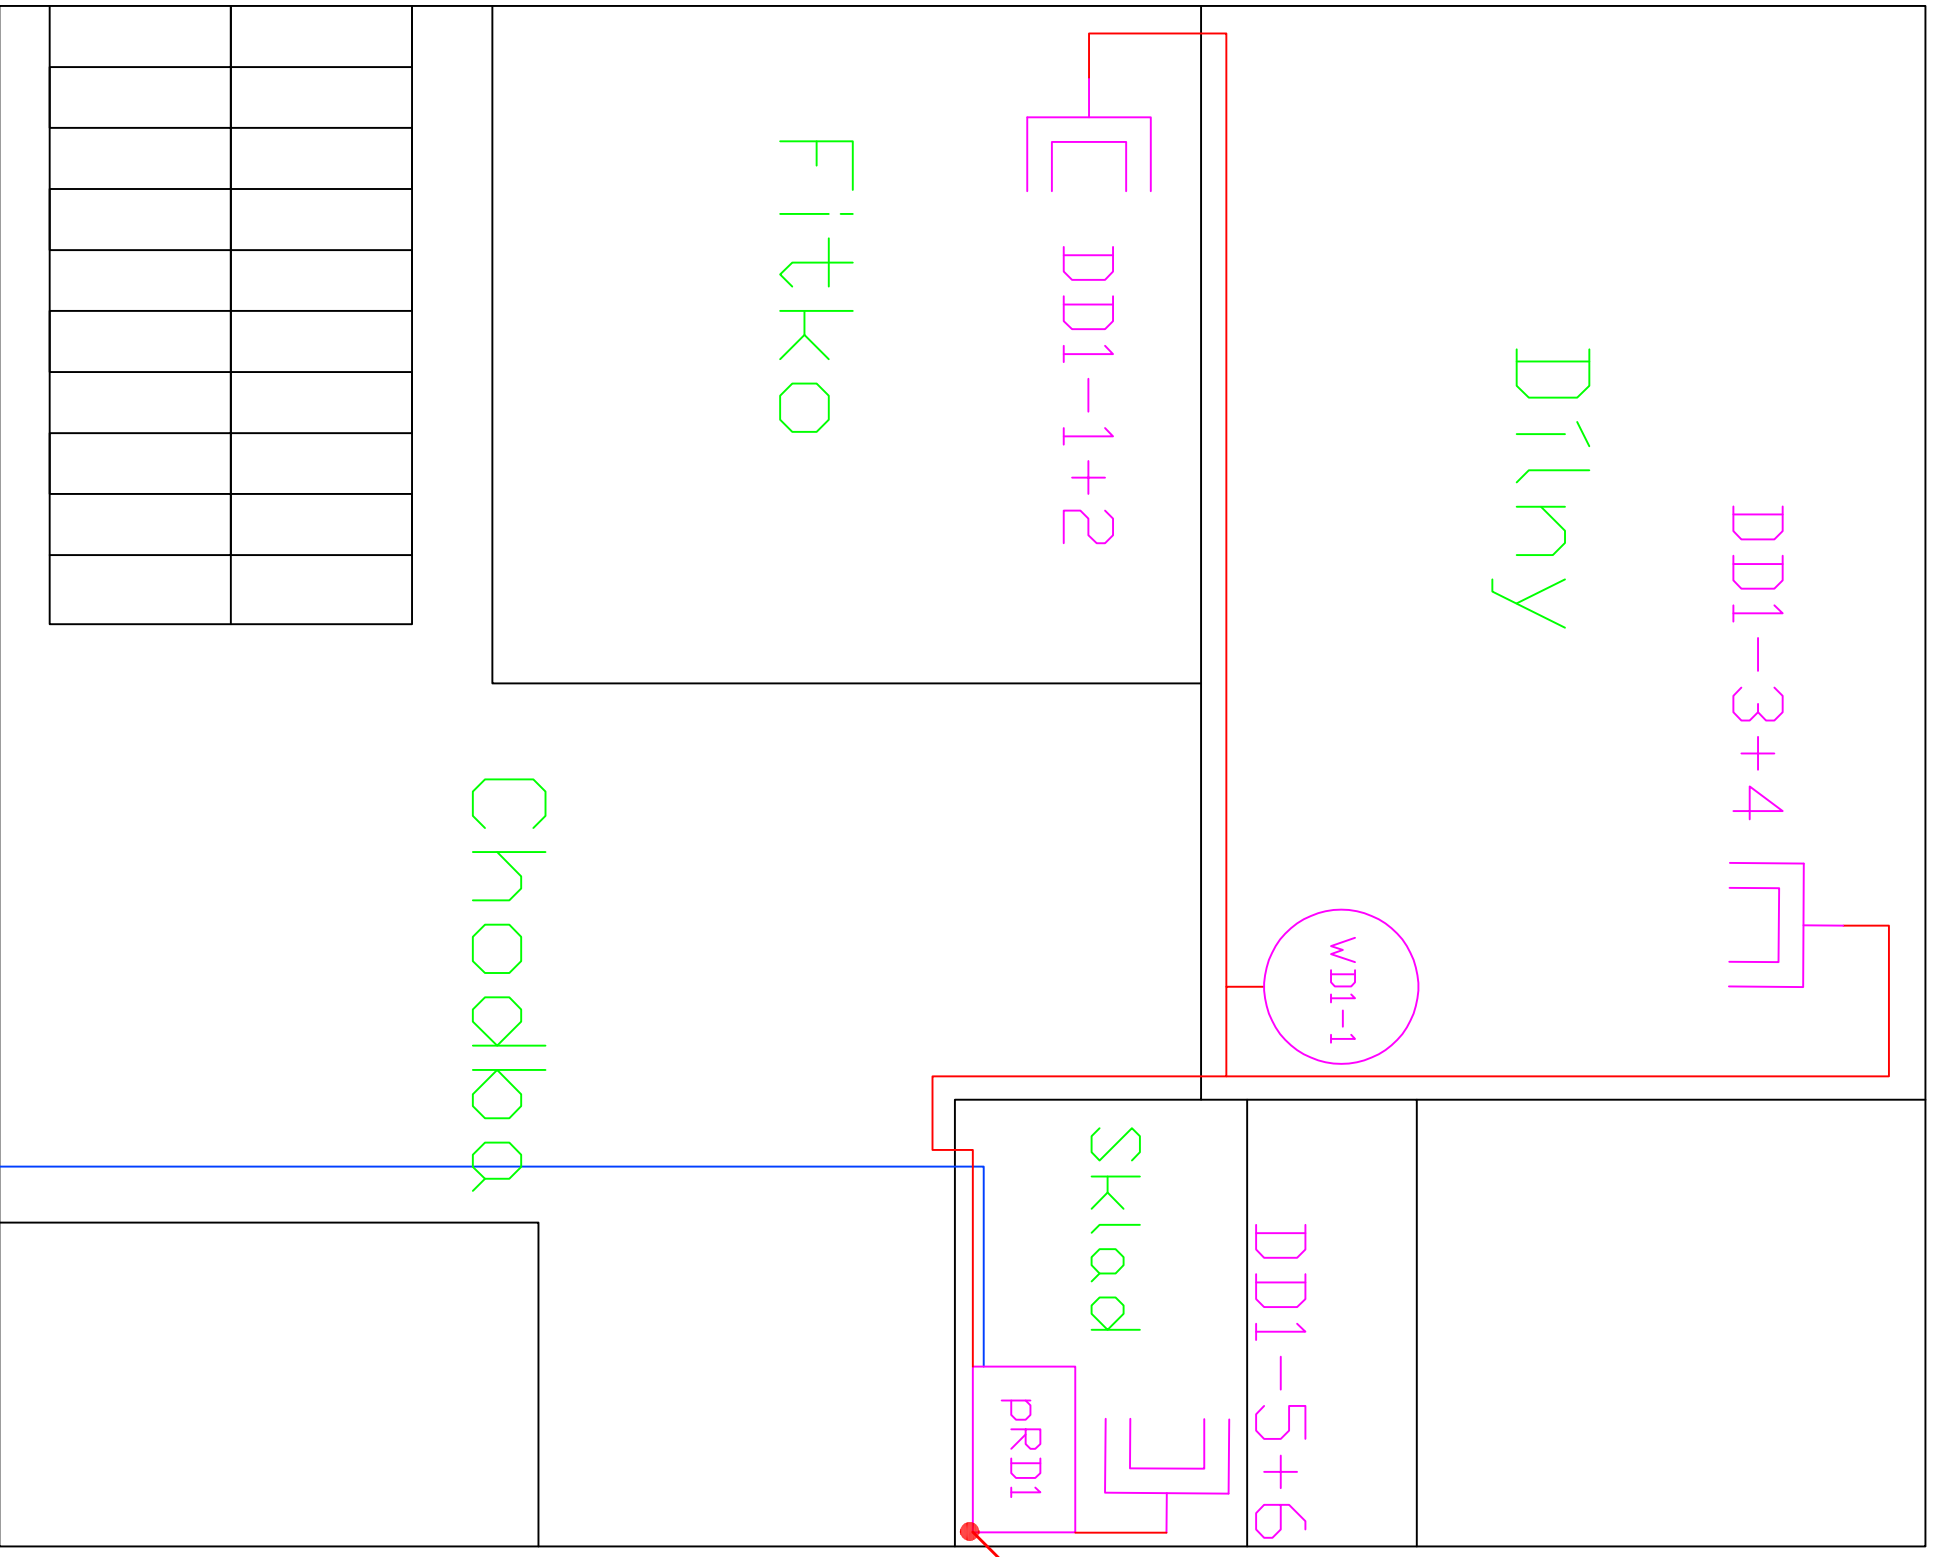 DD1-3+4
Dílny
WD1-1
DD1-5+6
Sklad
DD1-1+2
pRD1
Fitko
Chodba